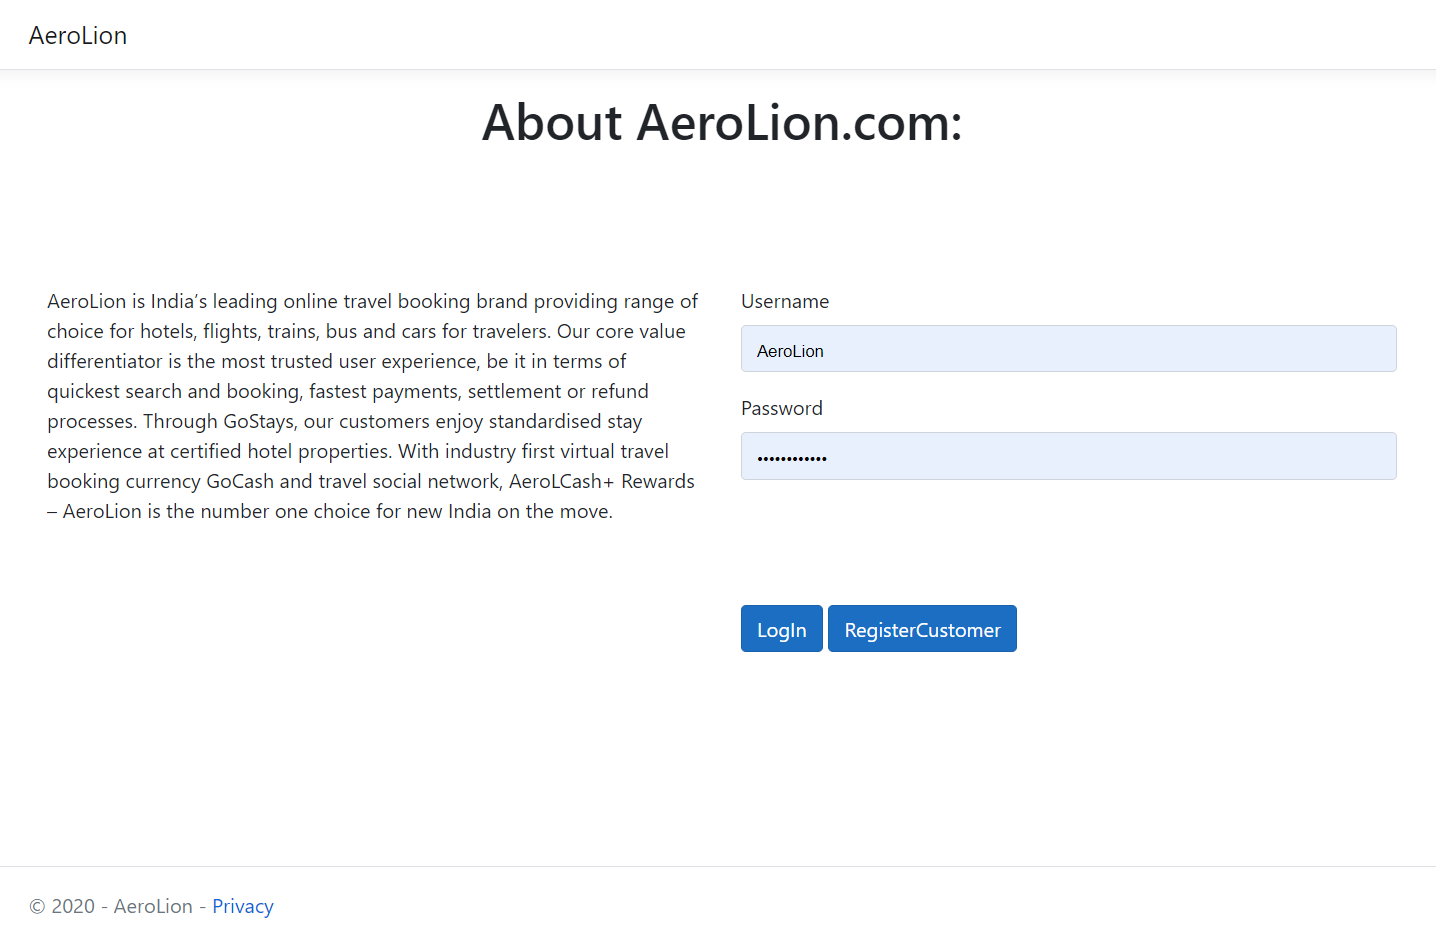 AeroLion
About AeroLion.com:
AeroLion is India’s leading online travel booking brand providing range of
choice for hotels, flights, trains, bus and cars for travelers. Our core value
differentiator is the most trusted user experience, be it in terms of
quickest search and booking, fastest payments, settlement or refund
processes. Through GoStays, our customers enjoy standardised stay
experience at certified hotel properties. With industry first virtual travel
booking currency GoCash and travel social network, AeroLCash+ Rewards
– AeroLion is the number one choice for new India on the move.
Username
AeroLion
Password
••••••••••••
LogIn RegisterCustomer
© 2020 - AeroLion - Privacy